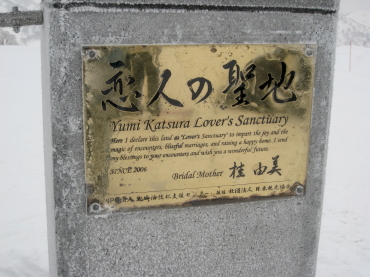 恋人の聖地
Yumi Katsura Lover's Sanctuary
Here I declare this land as "Lover's Sanctuary" to impart the joy and the
magic of encounters, blissful marriages, and raising a happy home. I send
my blessings to your encounters and wish you a wonderful future.
SINCE 2006
Bridal Mother 桂 由美